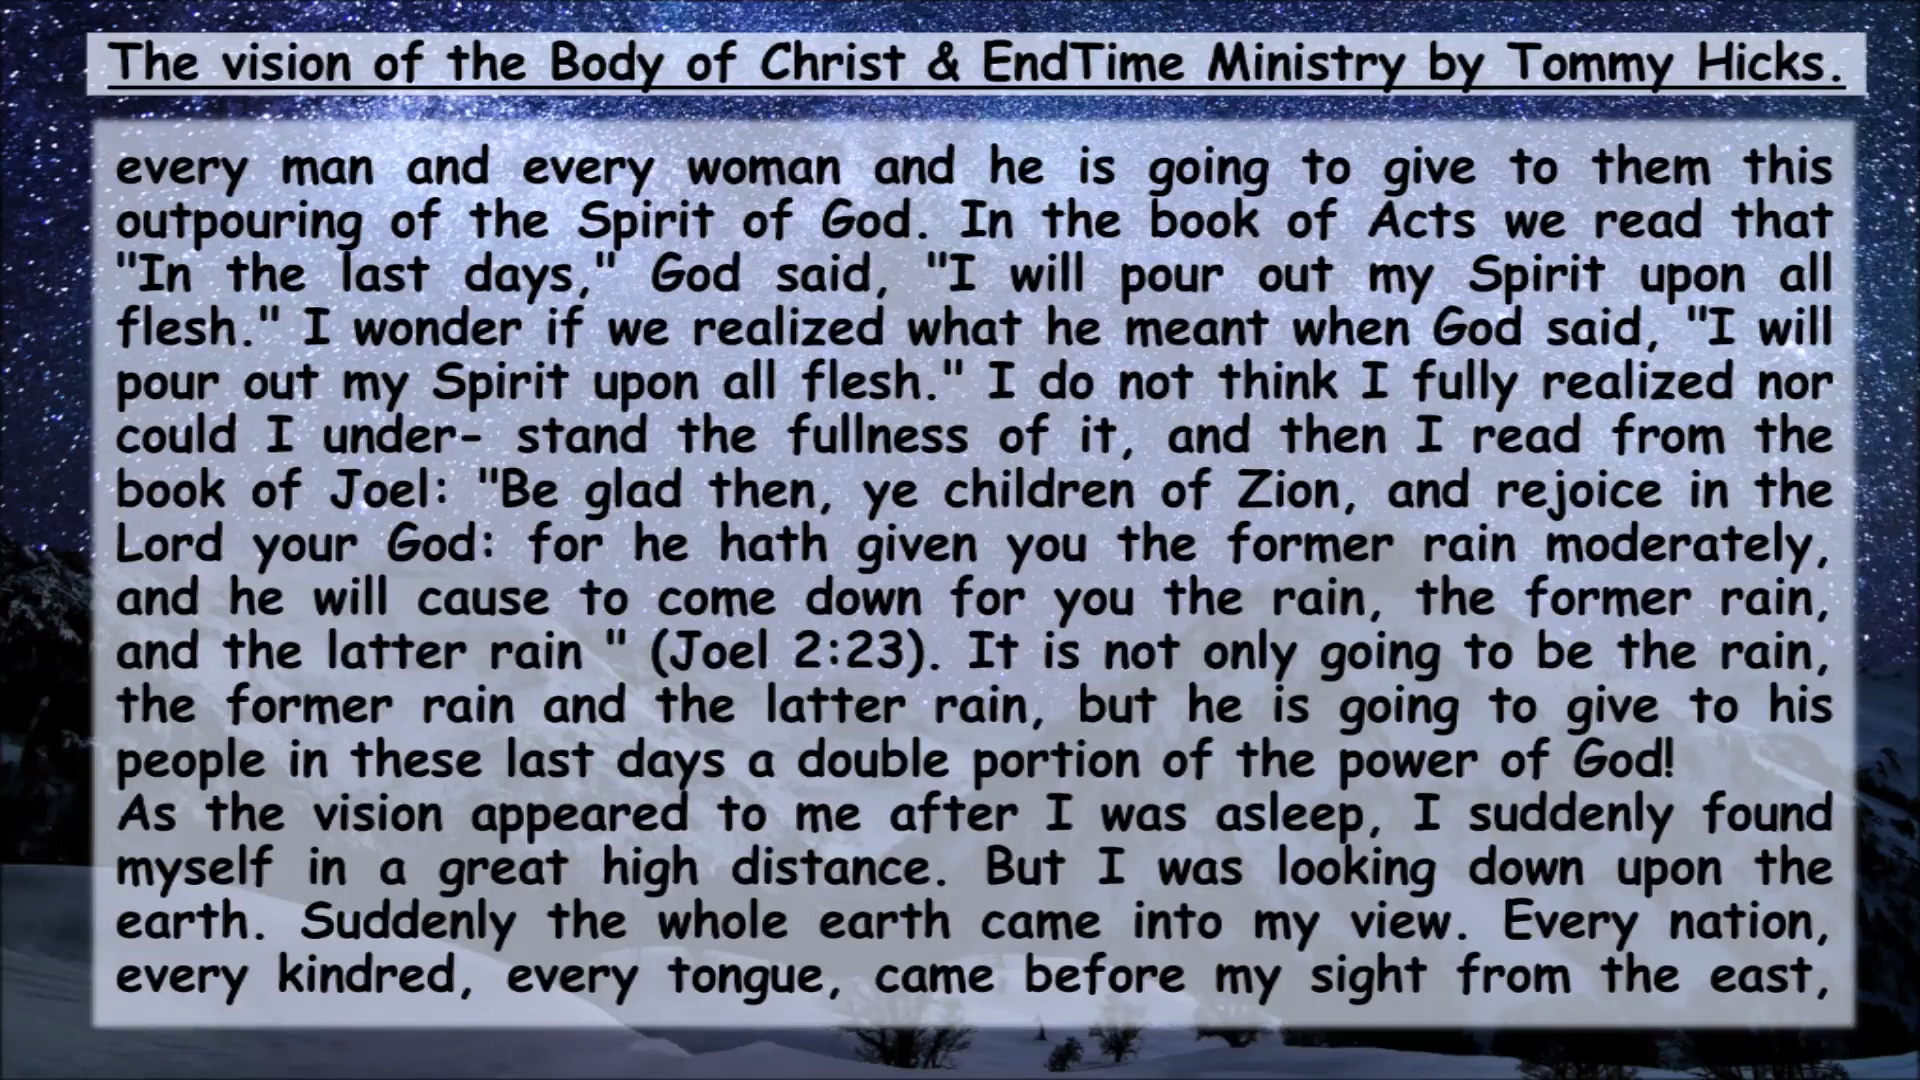 The vision of the Body of Christ & EndTime Ministry by Tommy Hicks.
every man and every woman and he is going to give to them this
outpouring of the Spirit of God. In the book of Acts we read that
"In the last days," God said, "I will pour out my Spirit upon all
flesh." I wonder if we realized what he meant when God said, "I will
pour out my Spirit upon all flesh." I do not think I fully realized nor
could I under- stand the fullness of it, and then I read from the
book of Joel: "Be glad then, ye children of Zion, and rejoice in the
Lord your God: for he hath given you the former rain moderately,
and he will cause to come down for you the rain, the former rain,
and the latter rain " (Joel 2:23). It is not only going to be the rain,
the former rain and the latter rain, but he is going to give to his
people in these last days a double portion of the power of God!
As the vision appeared to me after I was asleep, I suddenly found
myself in a great high distance. But I was looking down upon the
earth. Suddenly the whole earth came into my view. Every nation,
every kindred, every tongue, came before my sight from the east,